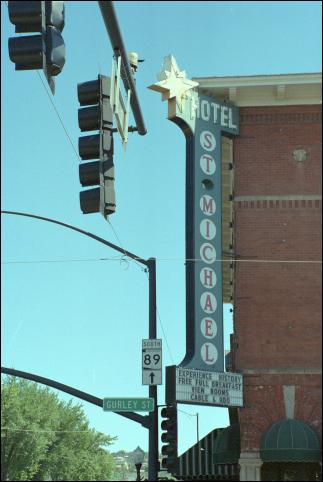 HOTEL
ST MICHAEL
SOUTH
89
EXPERIENCE HISTORY
FREE FULL BREAKFAST
VIEW ROOMS
CABLE & HBO
GURLEY ST